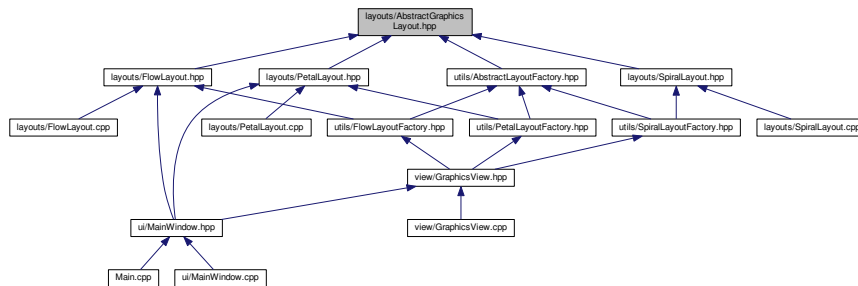 layouts/AbstractGraphics
Layout.hpp
layouts/FlowLayout.hpp
layouts/PetalLayout.hpp
utils/AbstractLayoutFactory.hpp
layouts/SpiralLayout.hpp
layouts/FlowLayout.cpp
layouts/PetalLayout.cpp
utils/FlowLayoutFactory.hpp
utils/PetalLayoutFactory.hpp
utils/SpiralLayoutFactory.hpp
layouts/SpiralLayout.cpp
view/GraphicsView.hpp
ui/MainWindow.hpp
view/GraphicsView.cpp
Main.cpp
ui/MainWindow.cpp